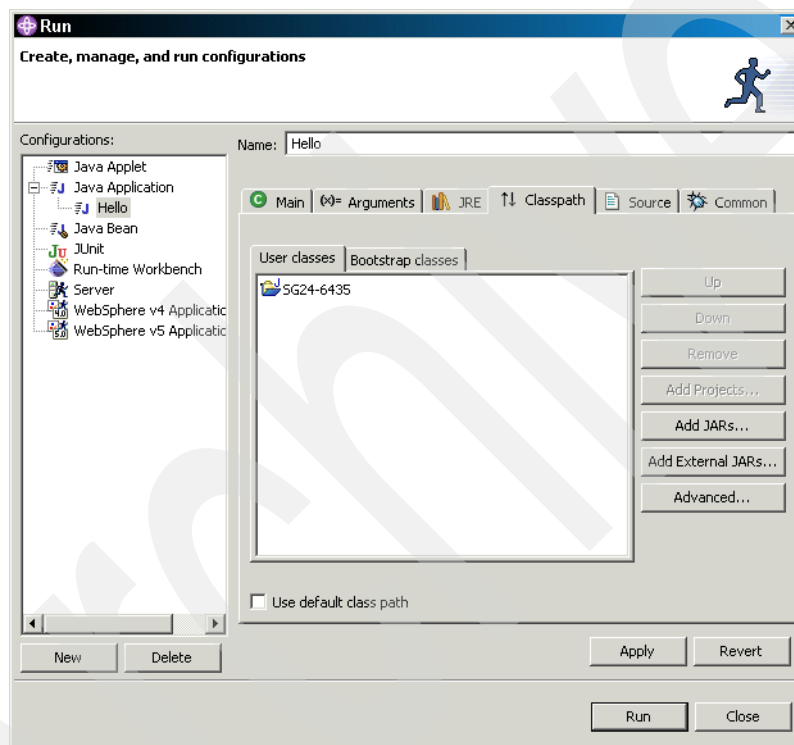 Run
Create, manage, and run configurations
Configurations:
Name: Hello
Java Applet
Java Application
Hello
Java Bean
JUnit
Run-time Workbench
Server
WebSphere v4 Applicatic
WebSphere v5 Applicatic
New Delete
Main (x)= Arguments JRE Classpath Source Common
User classes Bootstrap classes
SG24-6435
Up
Down
Remove
Add Projects...
Add JARs...
Add External JARs...
Advanced...
Use default class path
Apply Revert
Run Close